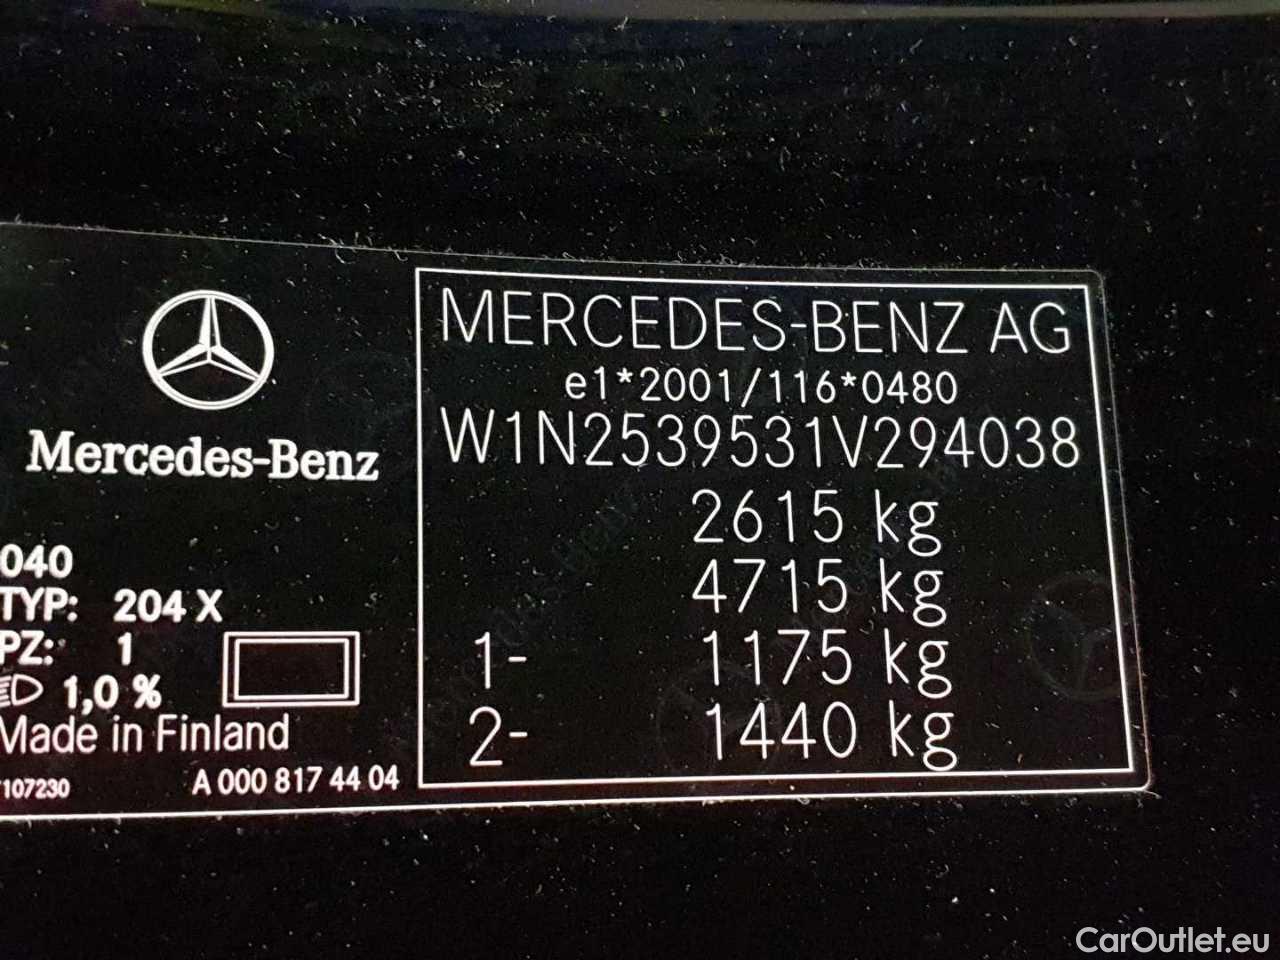 Mercedes-Benz
040
TYP: 204 X
PZ: 1
1,0 %
Made in Finland
107230 A 000 817 44 04
MERCEDES-BENZ AG
e1*2001/116*0480
W1N2539531V294038
2615 kg
4715 kg
1- 1175 kg
2- 1440 kg
CarOutlet.eu